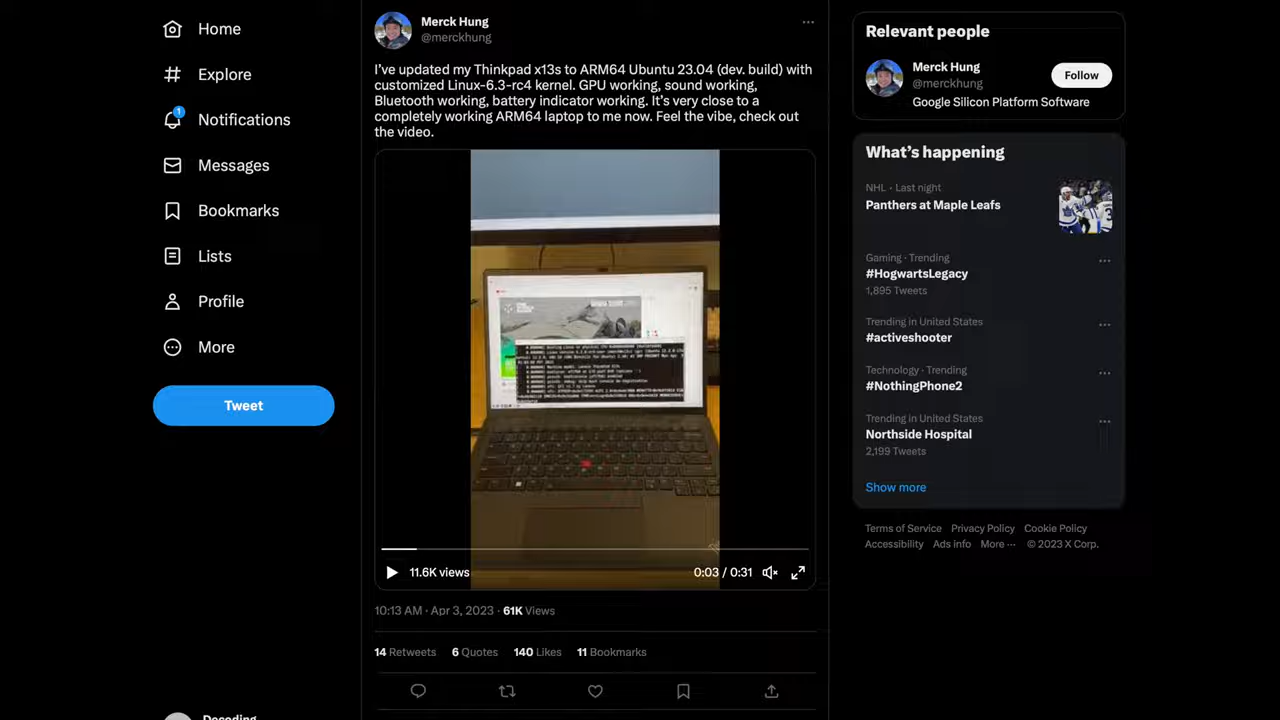 Home
Explore
1
Notifications
Messages
Bookmarks
Lists
Profile
More
Tweet
Decoding
Merck Hung
@merckhung
I've updated my Thinkpad x13s to ARM64 Ubuntu 23.04 (dev. build) with
customized Linux-6.3-rc4 kernel. GPU working, sound working,
Bluetooth working, battery indicator working. It's very close to a
completely working ARM64 laptop to me now. Feel the vibe, check out
the video.
11.6K views
0:03 / 0:31
10:13 AM · Apr 3, 2023 · 61K Views
14 Retweets 6 Quotes 140 Likes 11 Bookmarks
Relevant people
Merck Hung
@merckhung
Follow
Google Silicon Platform Software
What's happening
NHL · Last night
Panthers at Maple Leafs
Gaming · Trending
#HogwartsLegacy
1,895 Tweets
Trending in United States
#activeshooter
Technology · Trending
#NothingPhone2
Trending in United States
Northside Hospital
2,199 Tweets
Show more
Terms of Service Privacy Policy Cookie Policy
Accessibility Ads info More ··· © 2023 X Corp.